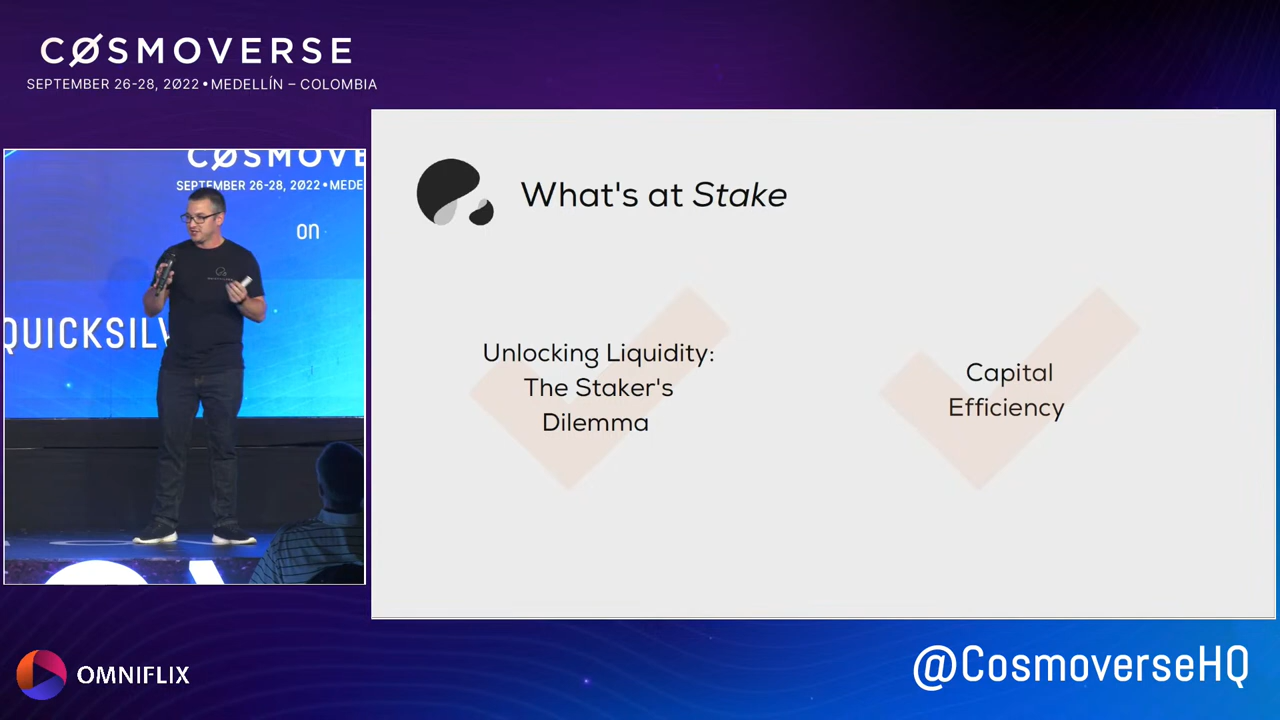 CØSMOVERSE
SEPTEMBER 26-28, 2022 • MEDELLÍN – COLOMBIA
CØSMOVE
SEPTEMBER 26-28, 2022 • MEDE
on
QUICKSILV
What's at Stake
Unlocking Liquidity:
The Staker's
Dilemma
Capital
Efficiency
OMNIFLIX
@CosmoverseHQ